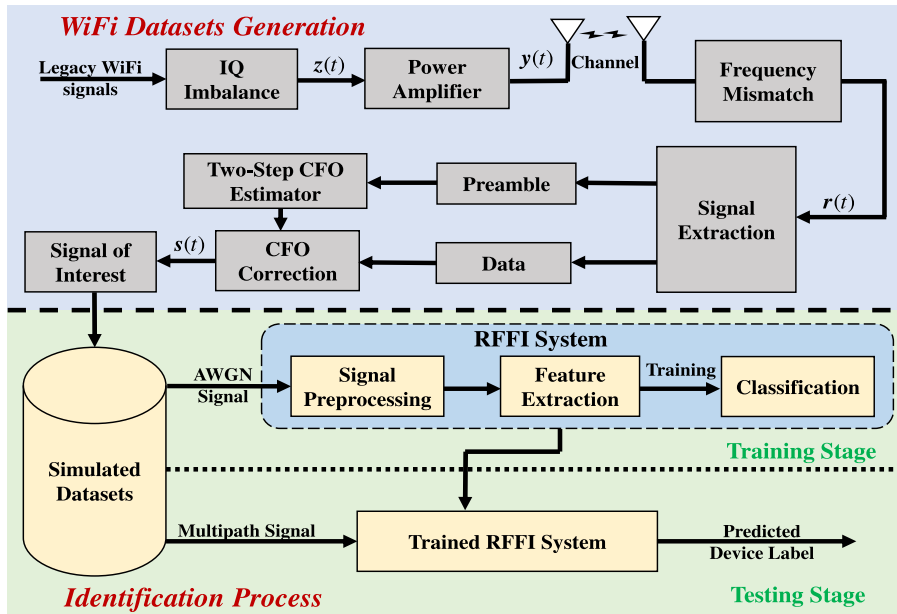 WiFi Datasets Generation
Legacy WiFi
signals
IQ
Imbalance
z(t)
Power
Amplifier
y(t)
Channel
Frequency
Mismatch
r(t)
Signal
Extraction
Preamble
Two-Step CFO
Estimator
Data
CFO
Correction
s(t)
Signal of
Interest
RFFI System
Simulated
Datasets
AWGN
Signal
Signal
Preprocessing
Feature
Extraction
Training
Classification
Training Stage
Multipath Signal
Trained RFFI System
Predicted
Device Label
Identification Process
Testing Stage